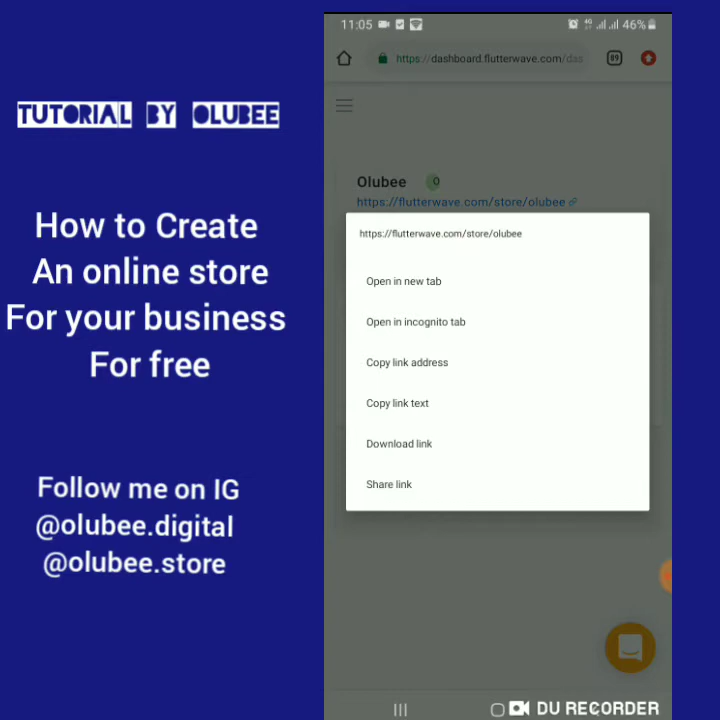 TUTORIAL BY OLUBEE
How to Create
An online store
For your business
For free
Follow me on IG
@olubee.digital
@olubee.store
11:05
4G
46%
https://dashboard.flutterwave.com/das
89
Olubee 0
https://flutterwave.com/store/olubee
https://flutterwave.com/store/olubee
Open in new tab
Open in incognito tab
Copy link address
Copy link text
Download link
Share link
DU RECORDER